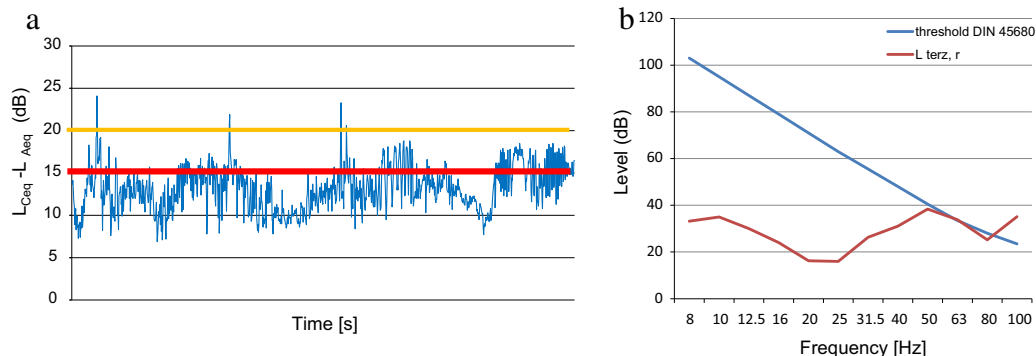 a
30
25
20
15
10
5
0
L Ceq - L Aeq (dB)
Time [s]
b
120
100
80
60
40
20
0
Level (dB)
threshold DIN 45680
L terz, r
8 10 12.5 16 20 25 31.5 40 50 63 80 100
Frequency [Hz]